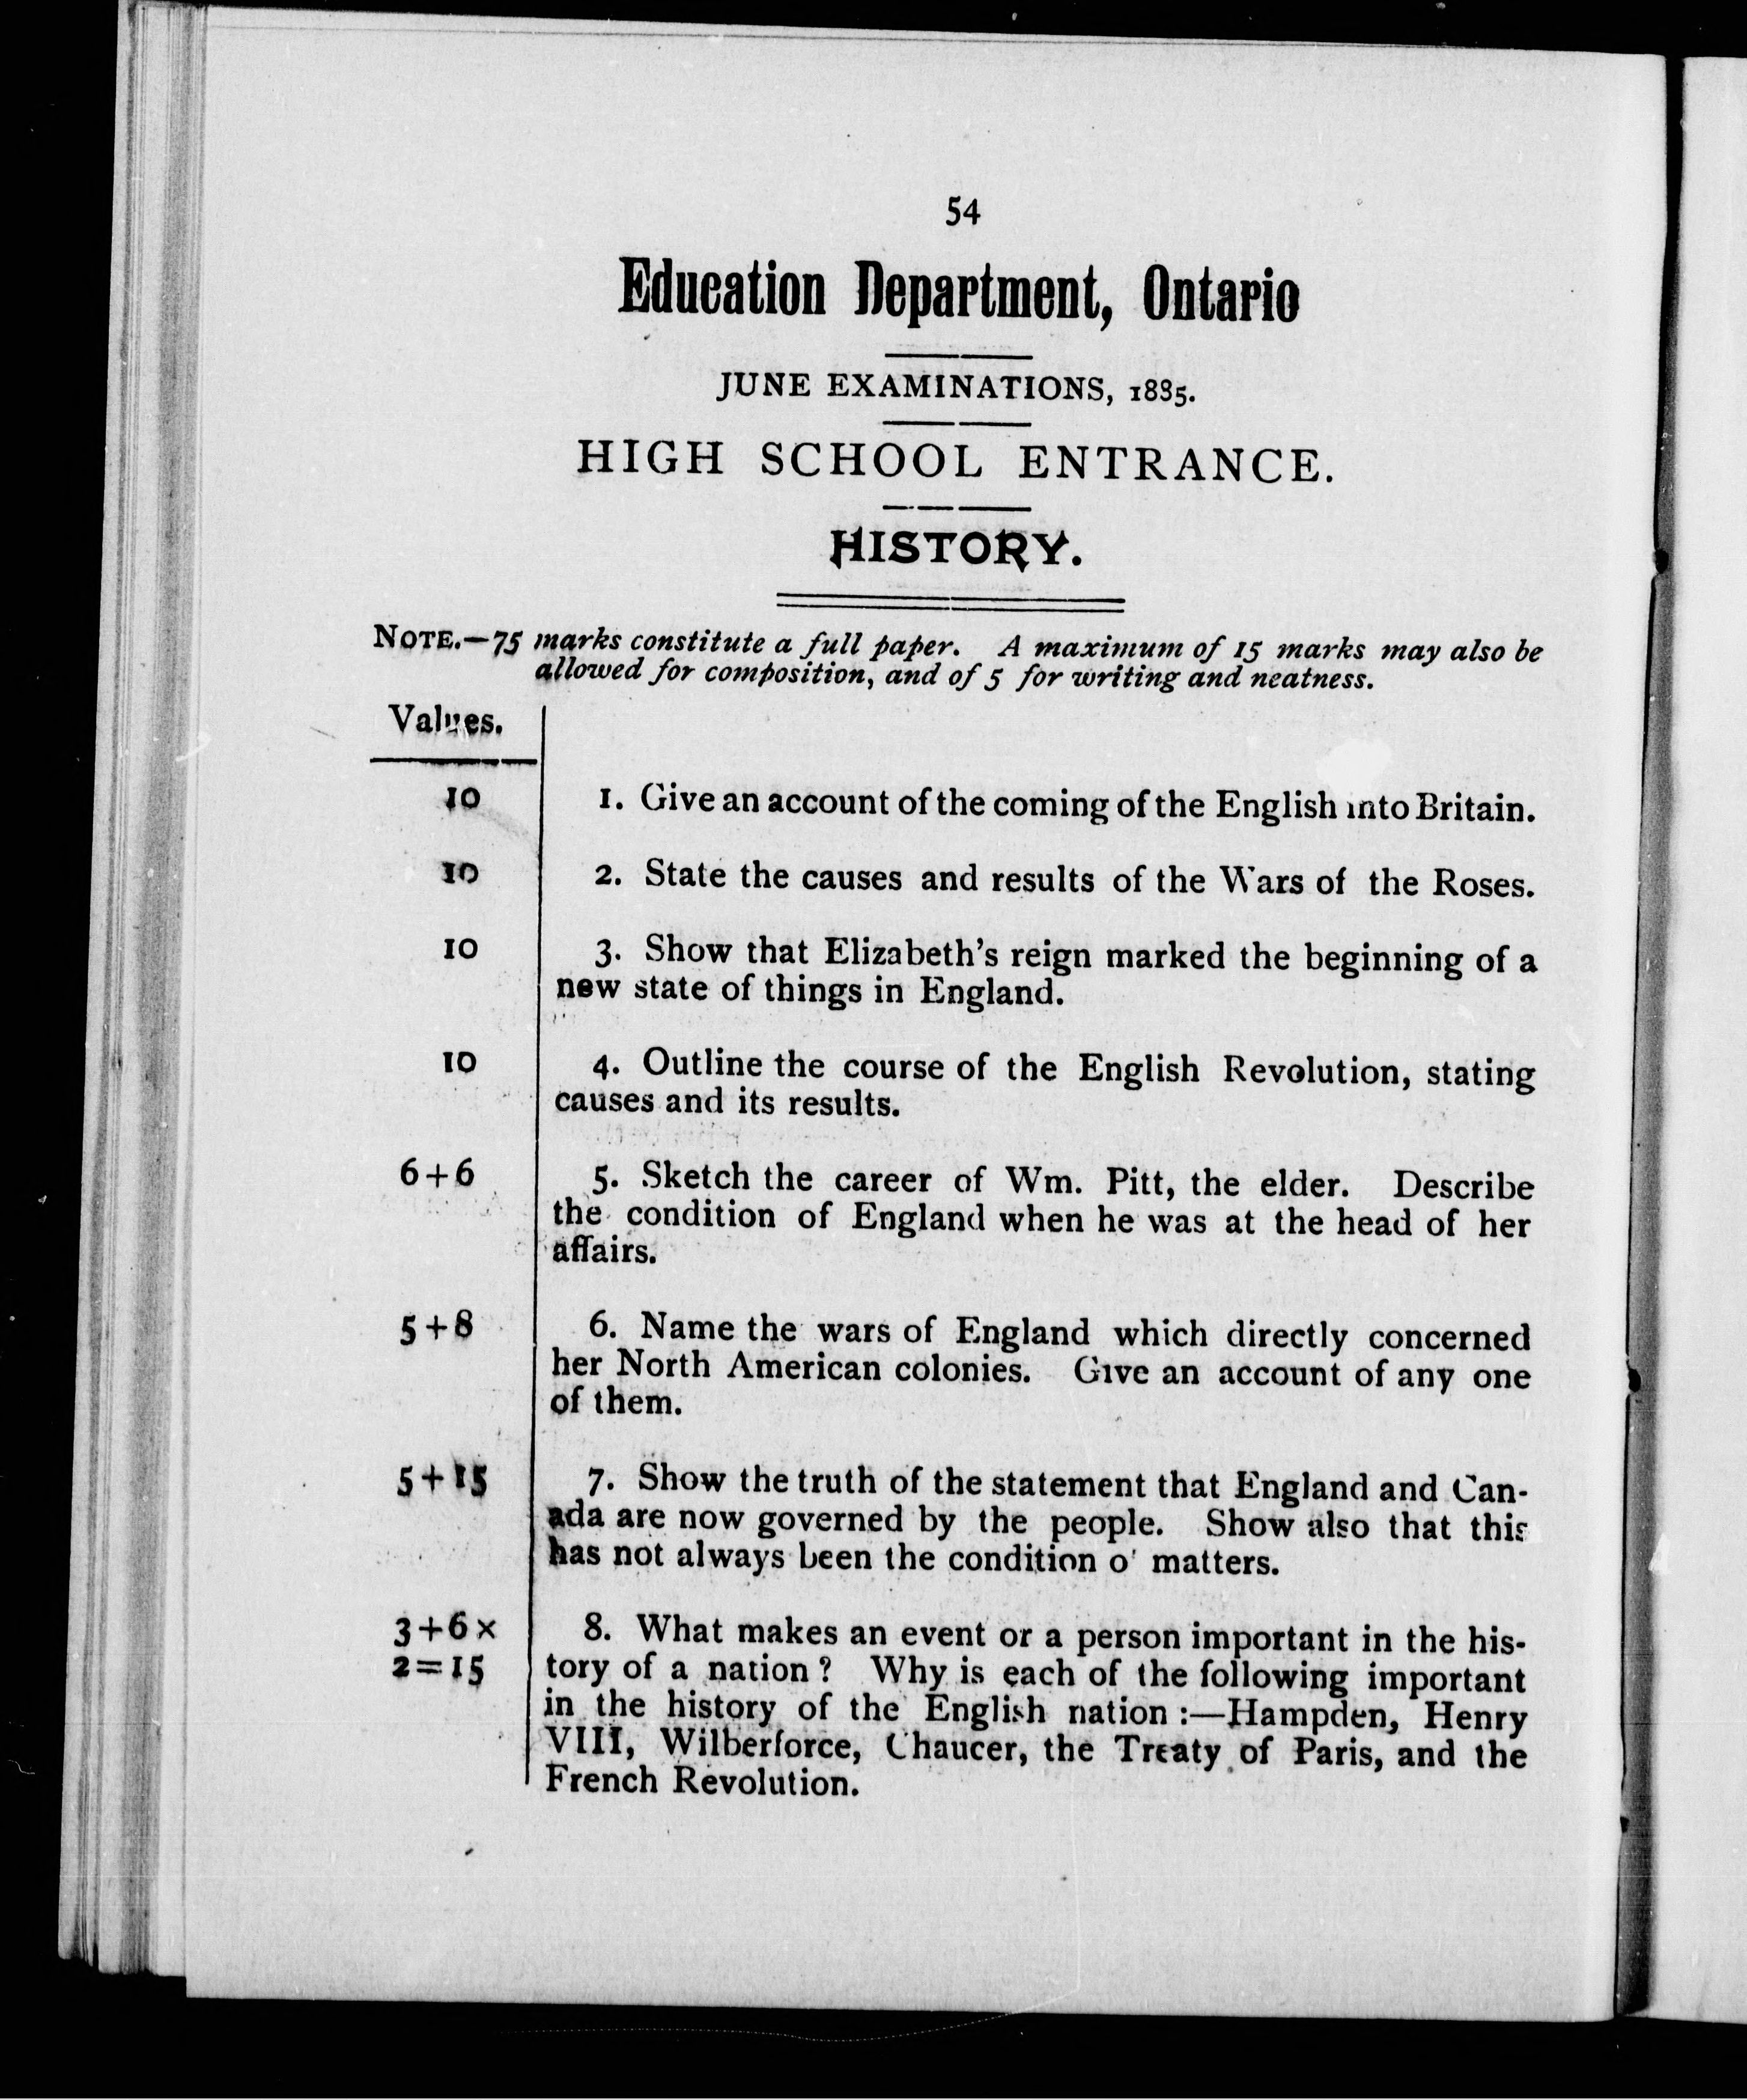 54
Education Department, Ontario
JUNE EXAMINATIONS, 1885.
HIGH SCHOOL ENTRANCE.
HISTORY.
NOTE.—75 marks constitute a full paper. A maximum of 15 marks may also be
allowed for composition, and of 5 for writing and neatness.
Values.
10 1. Give an account of the coming of the English into Britain.
10 2. State the causes and results of the Wars of the Roses.
10 3. Show that Elizabeth's reign marked the beginning of a
new state of things in England.
10 4. Outline the course of the English Revolution, stating
causes and its results.
6+6 5. Sketch the career of Wm. Pitt, the elder. Describe
the condition of England when he was at the head of her
affairs.
5+8 6. Name the wars of England which directly concerned
her North American colonies. Give an account of any one
of them.
5+15 7. Show the truth of the statement that England and Can-
ada are now governed by the people. Show also that this
has not always been the condition o' matters.
3+6× 8. What makes an event or a person important in the his-
2=15 tory of a nation? Why is each of the following important
in the history of the English nation:—Hampden, Henry
VIII, Wilberforce, Chaucer, the Treaty of Paris, and the
French Revolution.